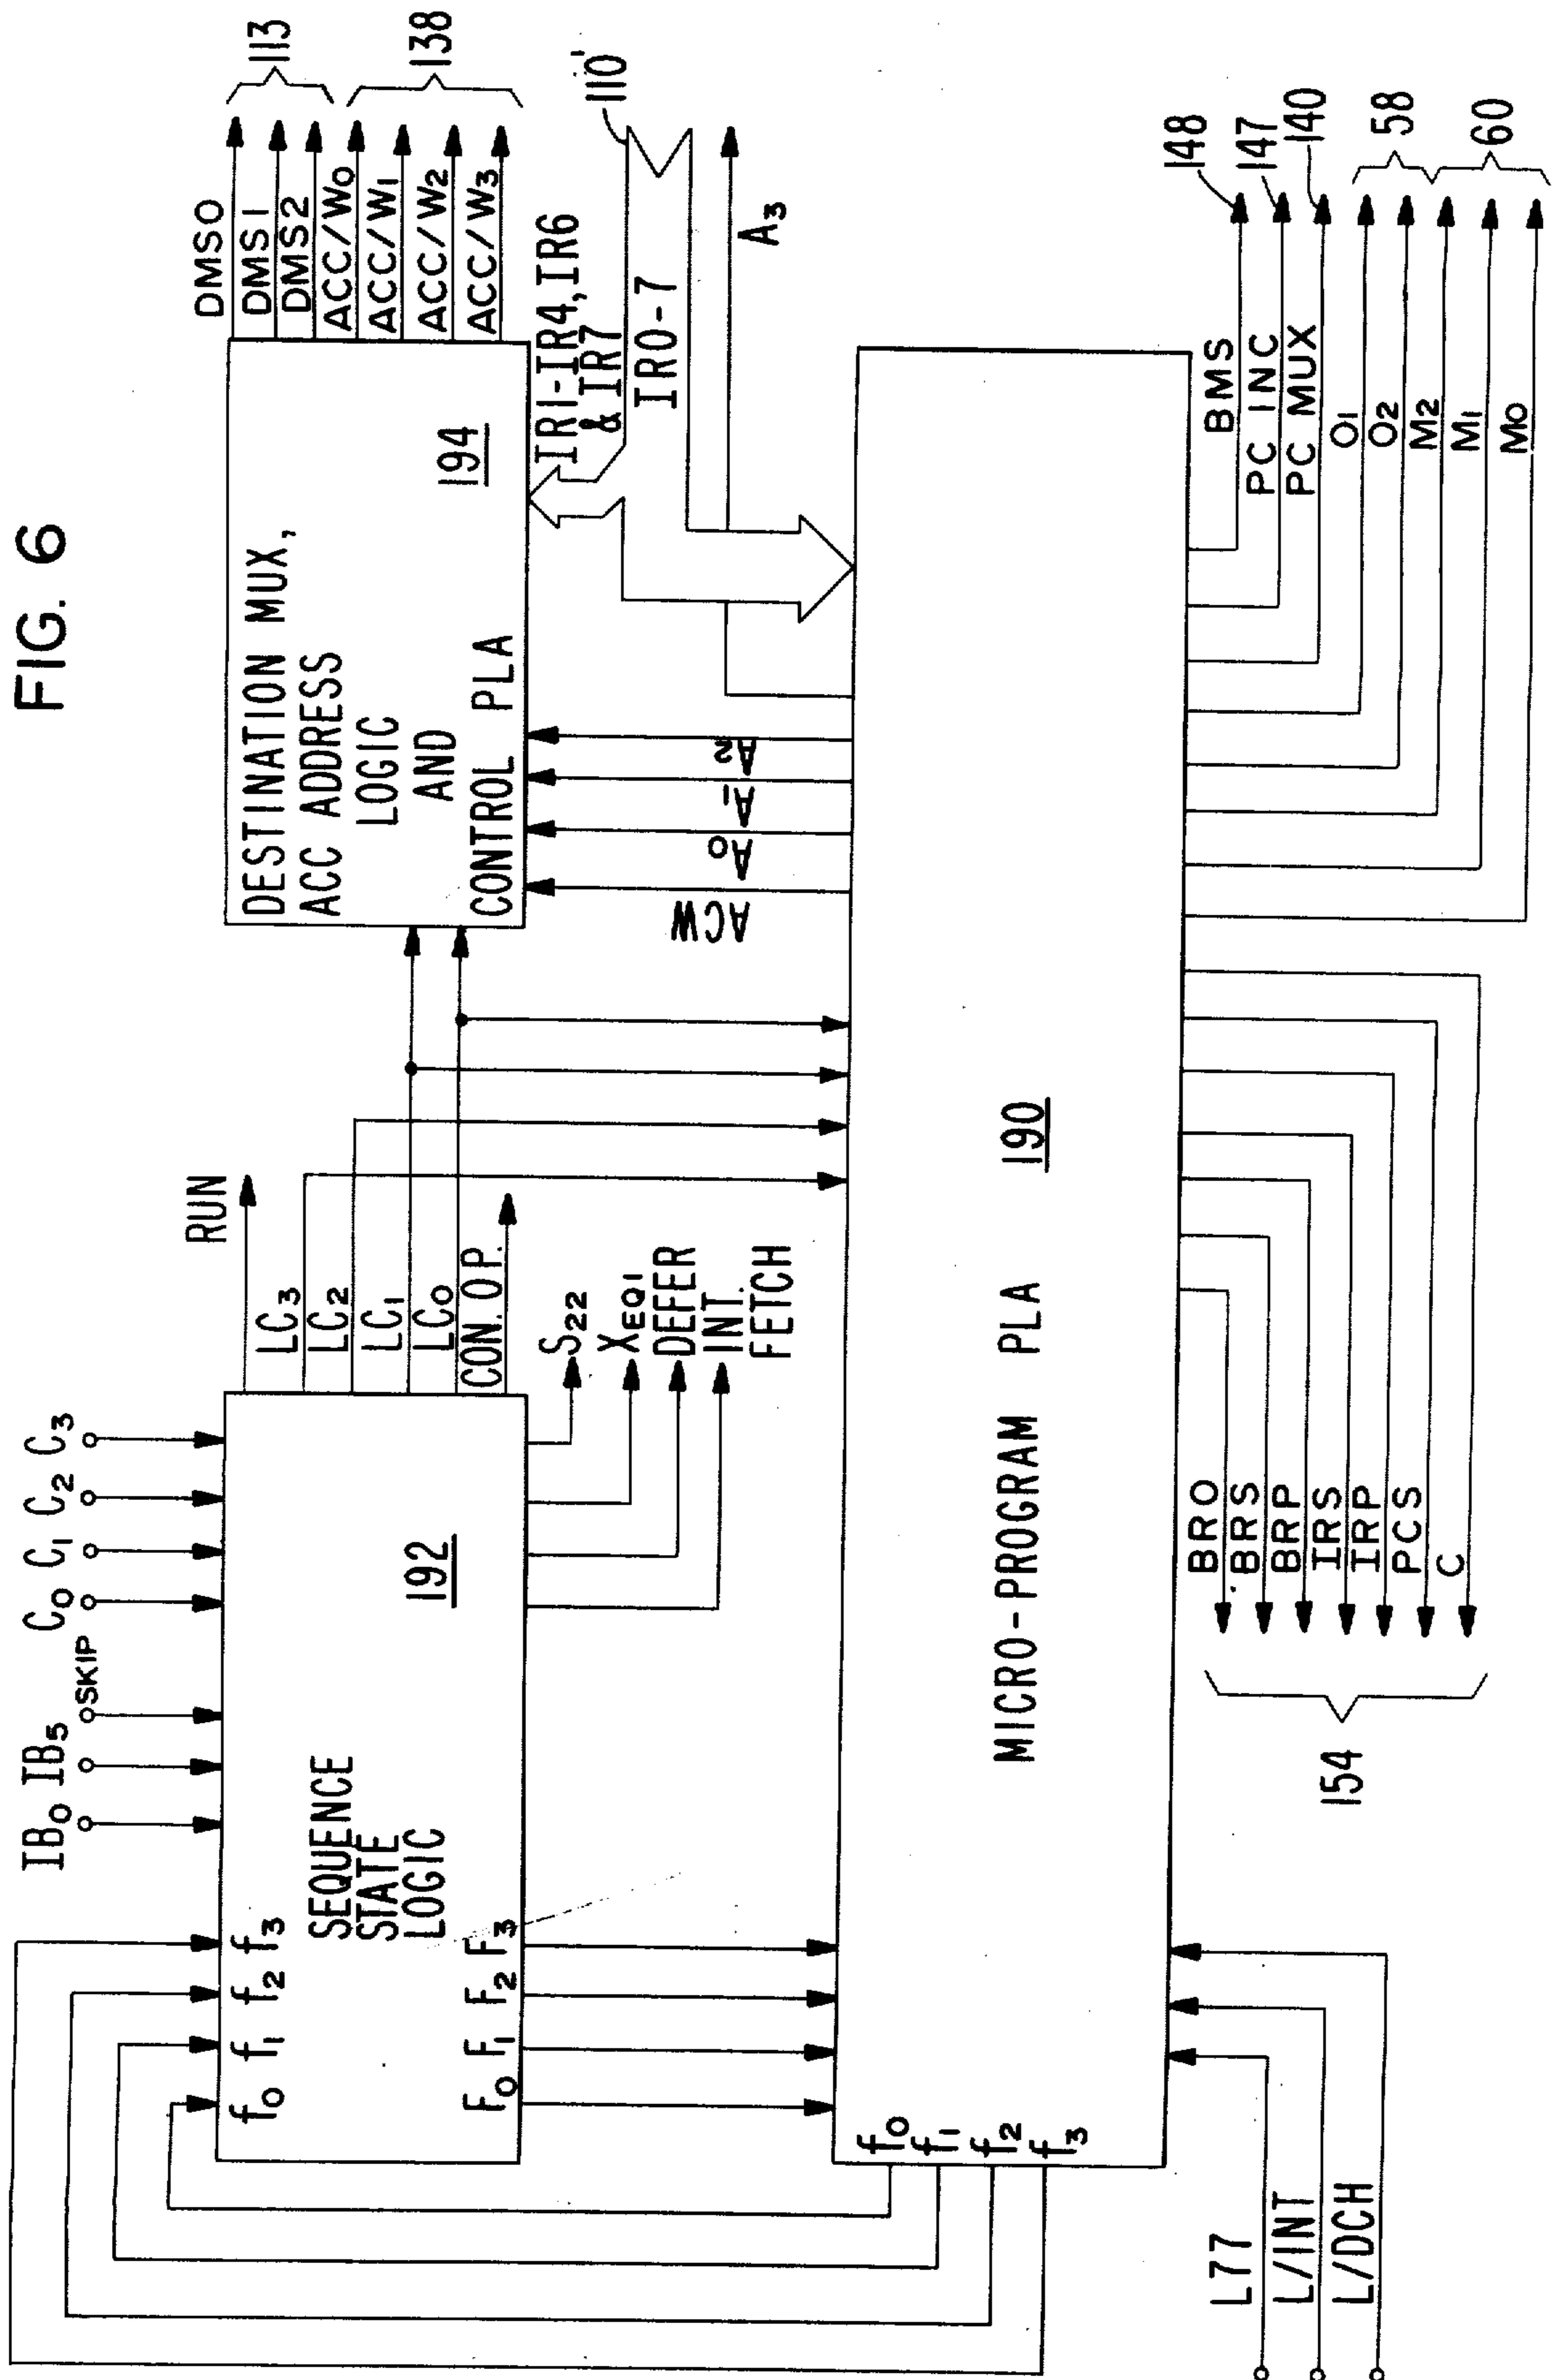 FIG. 6
IB0 IB5 SKIP C0 C1 C2 C3
f0 f1 f2 f3
SEQUENCE
STATE
LOGIC
192
F0 F1 F2 F3
RUN
LC3
LC2
LC1
LC0
CON. OP.
S22
XEQ1
DEFER
INT.
FETCH
DESTINATION MUX,
ACC ADDRESS
LOGIC
AND
CONTROL PLA
194
DMS0
DMS1
DMS2
ACC/W0
ACC/W1
ACC/W2
ACC/W3
113
138
IR1-IR4,IR6
& IR7
IR0-7
110'
A3
ACW A0 A1 A2
MICRO-PROGRAM PLA
190
f0
f1
f2
f3
L77
L/INT
L/DCH
BRO
BRS
BRP
IRS
IRP
PCS
C
154
BMS
PC INC
PC MUX
O1
O2
M2
M1
M0
148
147
140
58
60